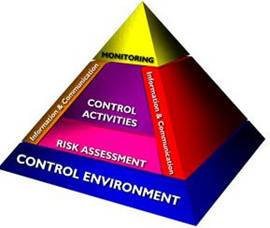 MONITORING
Information & Communication
CONTROL
ACTIVITIES
Information & Communication
RISK ASSESSMENT
CONTROL ENVIRONMENT